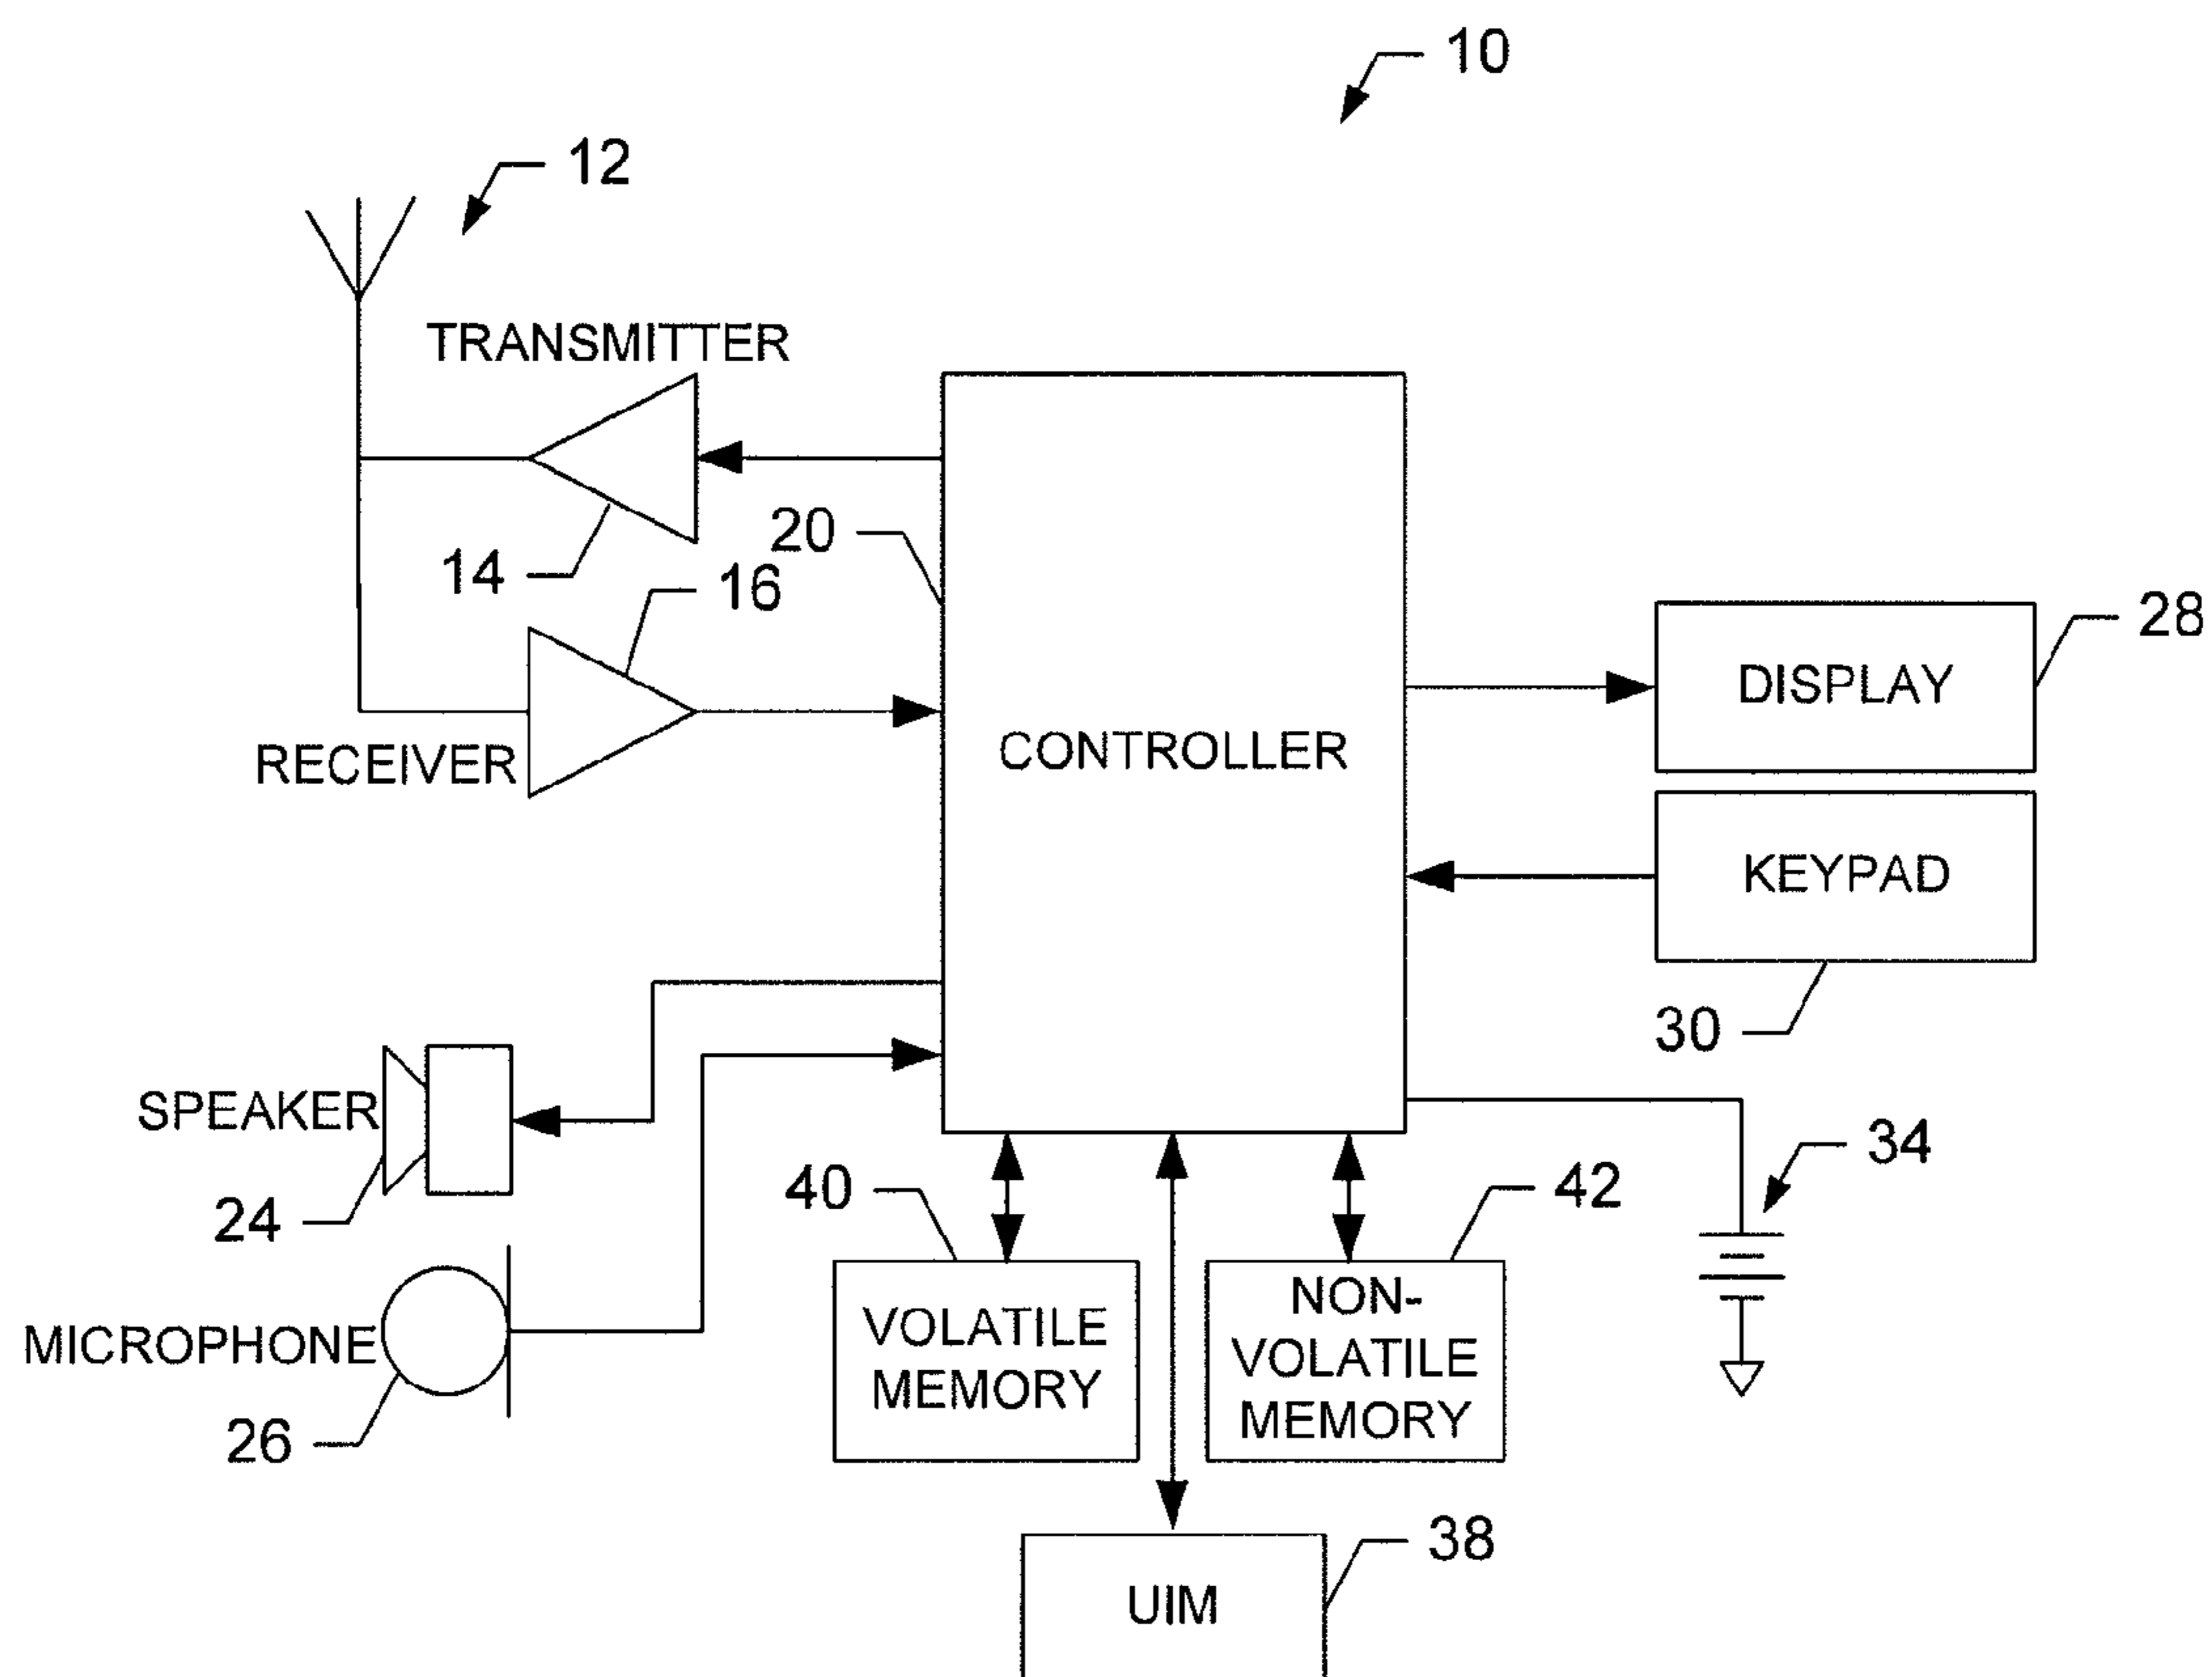 10
12
TRANSMITTER
14
20
16
28
DISPLAY
RECEIVER
CONTROLLER
KEYPAD
30
SPEAKER
24
40
42
34
MICROPHONE
26
VOLATILE
MEMORY
NON-
VOLATILE
MEMORY
38
UIM